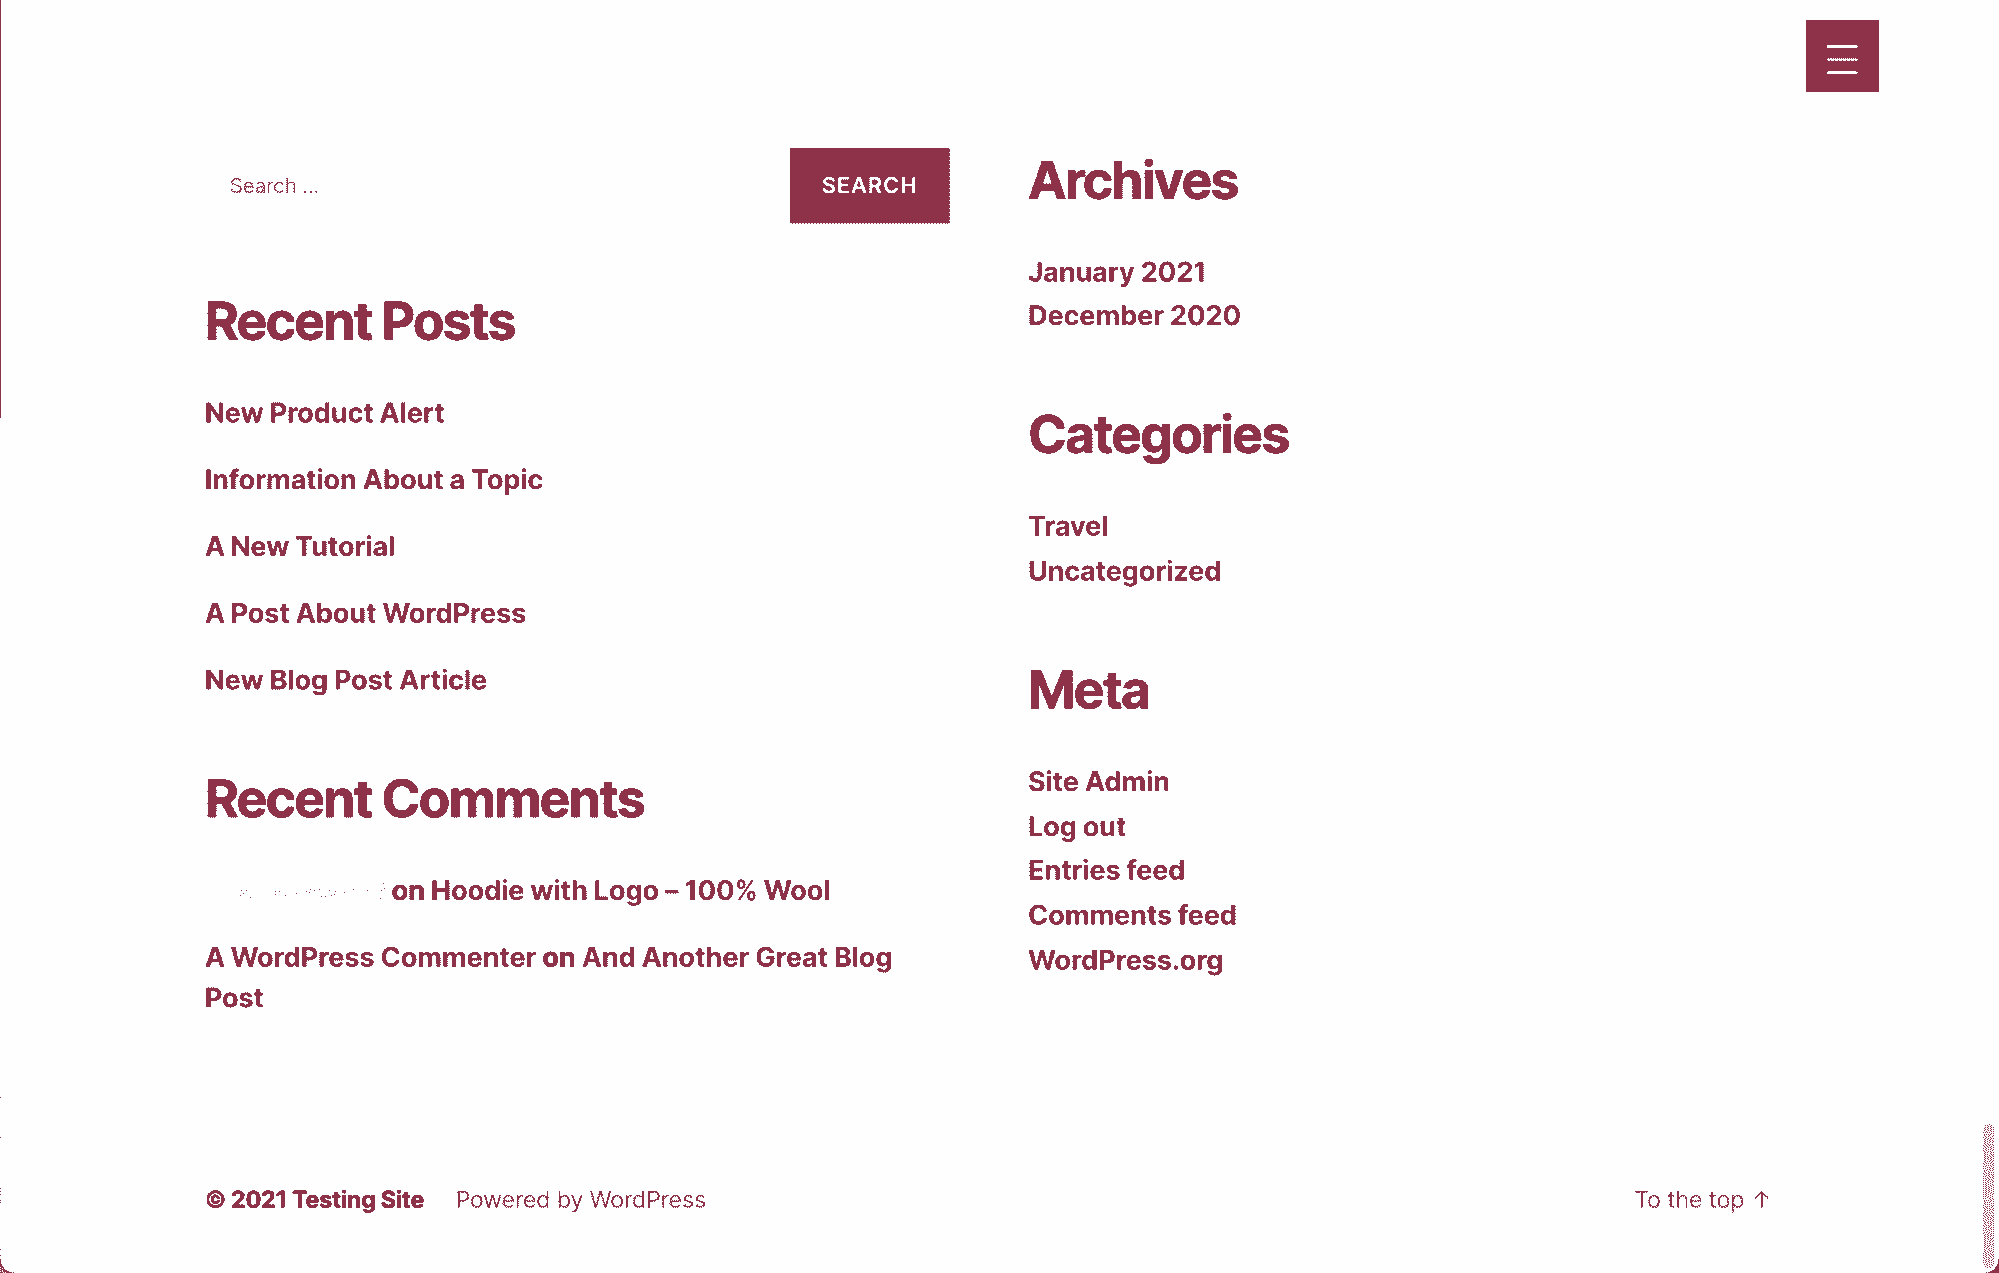 Search ...
SEARCH
Recent Posts
New Product Alert
Information About a Topic
A New Tutorial
A Post About WordPress
New Blog Post Article
Recent Comments
on Hoodie with Logo – 100% Wool
A WordPress Commenter on And Another Great Blog
Post
Archives
January 2021
December 2020
Categories
Travel
Uncategorized
Meta
Site Admin
Log out
Entries feed
Comments feed
WordPress.org
© 2021 Testing Site Powered by WordPress
To the top ↑